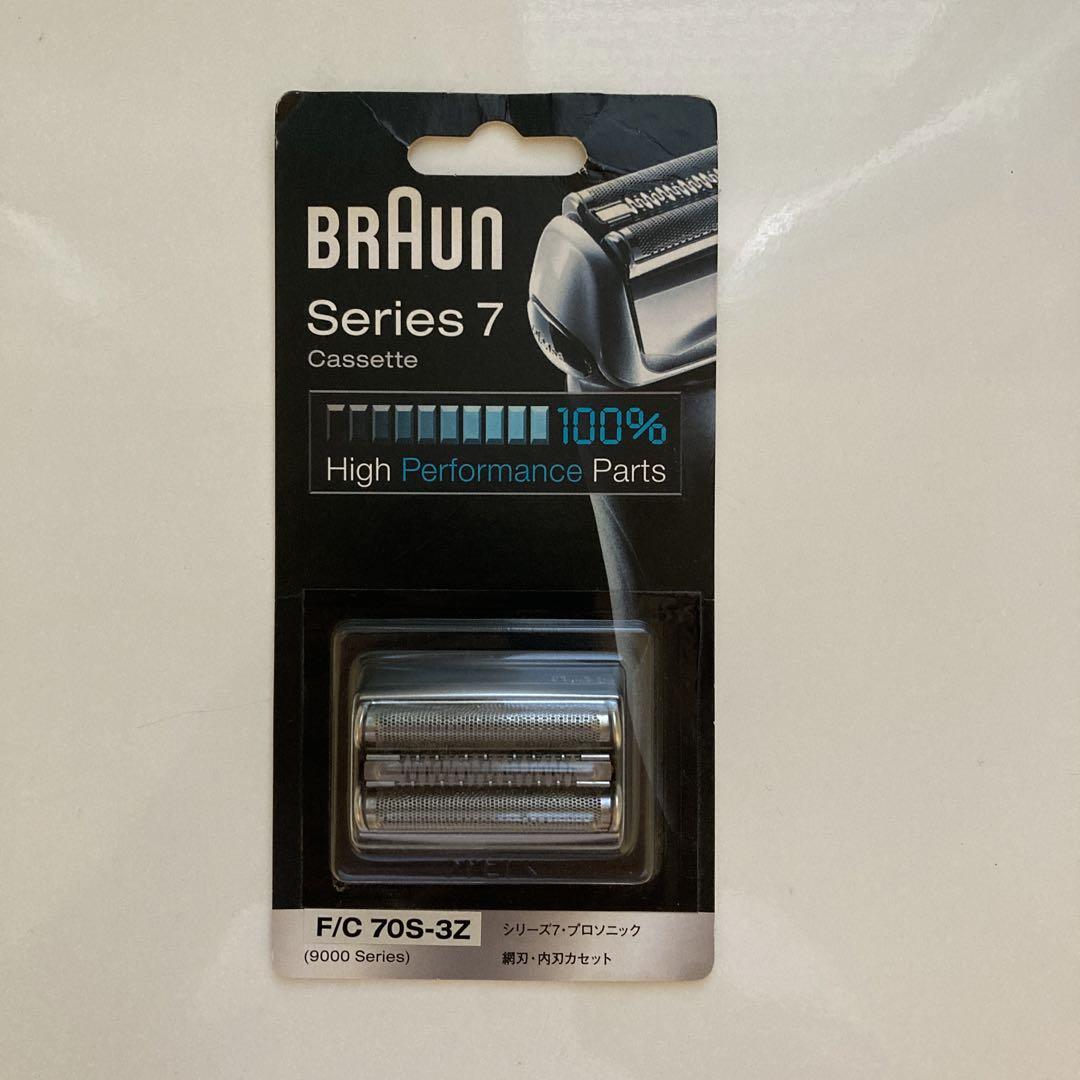 BRAUN
Series 7
Cassette
100%
High Performance Parts
F/C 70S-3Z
シリーズ7・プロソニック
(9000 Series)
網刃・内刃カセット